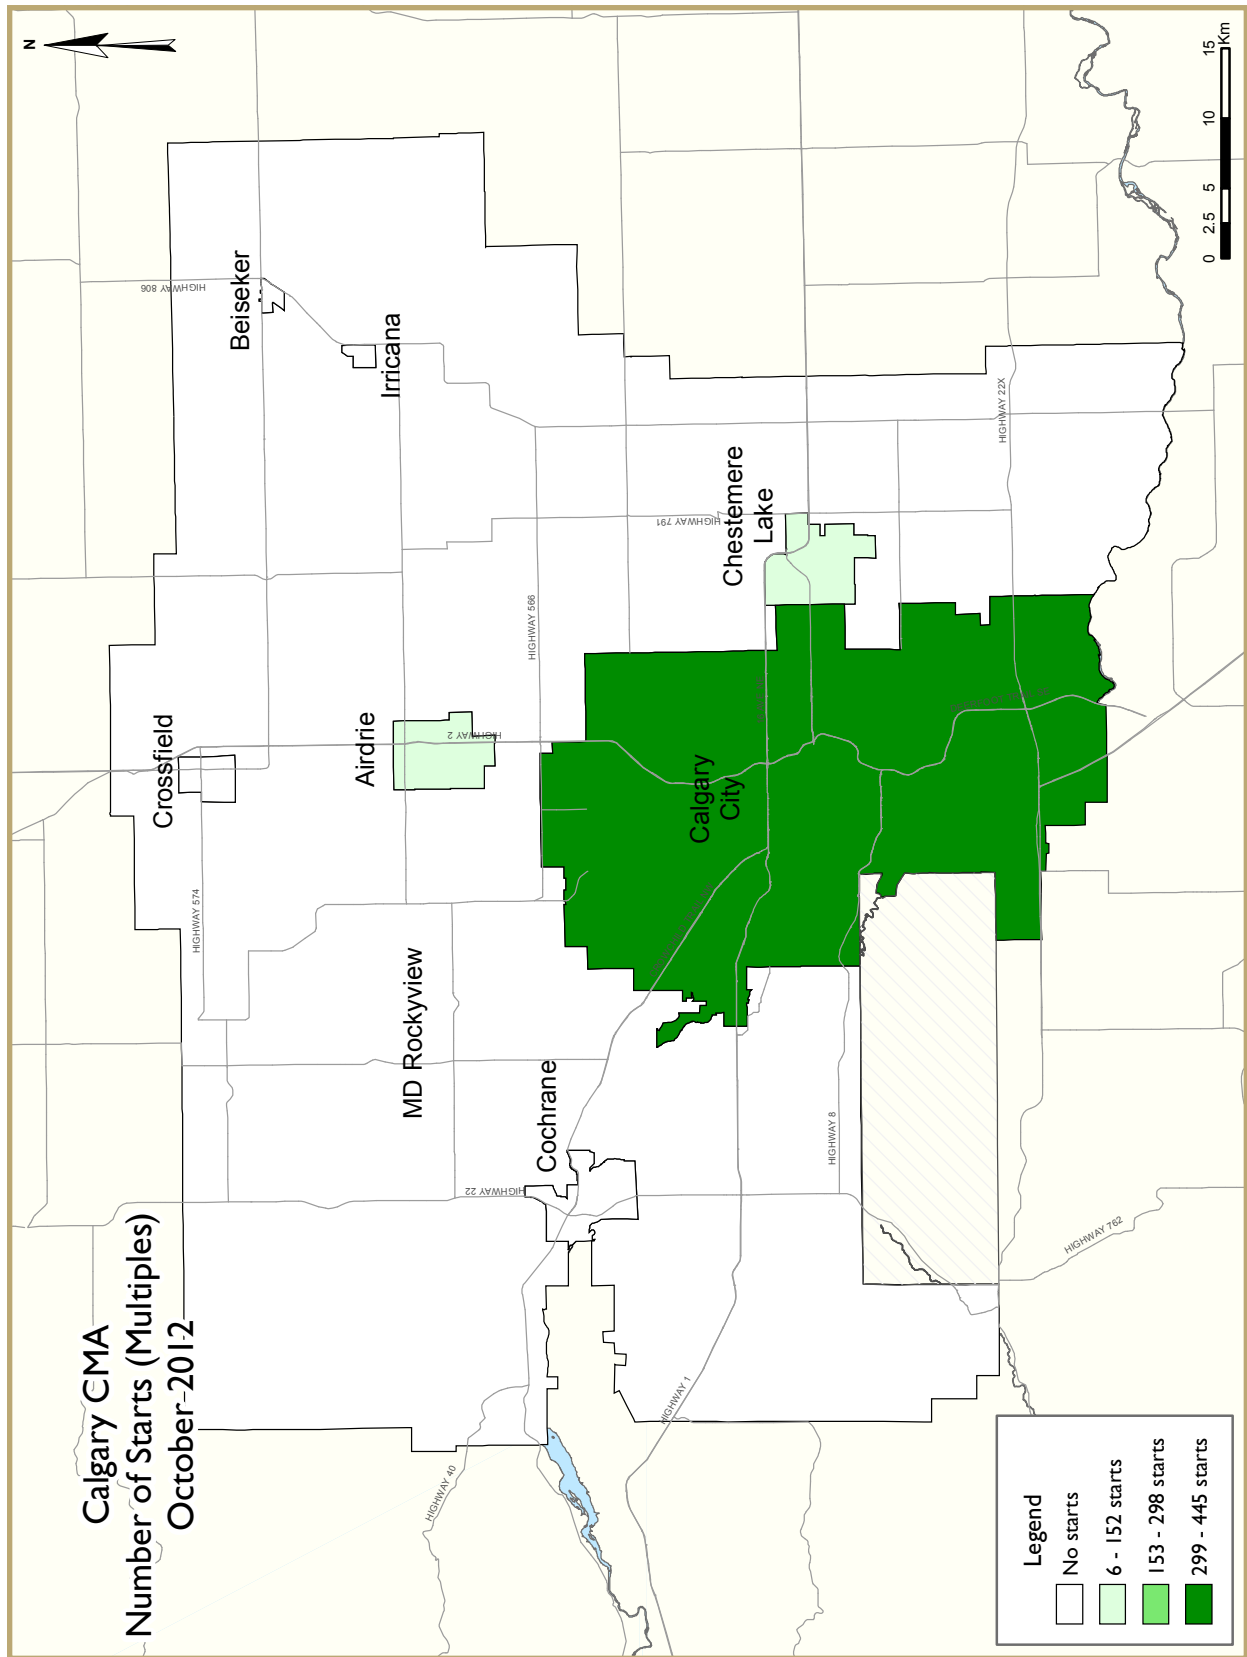 Calgary CMA
Number of Starts (Multiples)
October-2012
N
HIGHWAY 40
HIGHWAY 1
HIGHWAY 22
HIGHWAY 8
HIGHWAY 762
HIGHWAY 574
HIGHWAY 2
HIGHWAY 566
HIGHWAY 791
HIGHWAY 806
HIGHWAY 22X
Cochrane
MD Rockyview
Crossfield
Airdrie
Calgary
City
Chestemere
Lake
Irricana
Beiseker
Legend
No starts
6 - 152 starts
153 - 298 starts
299 - 445 starts
0 2.5 5 10 15
Km